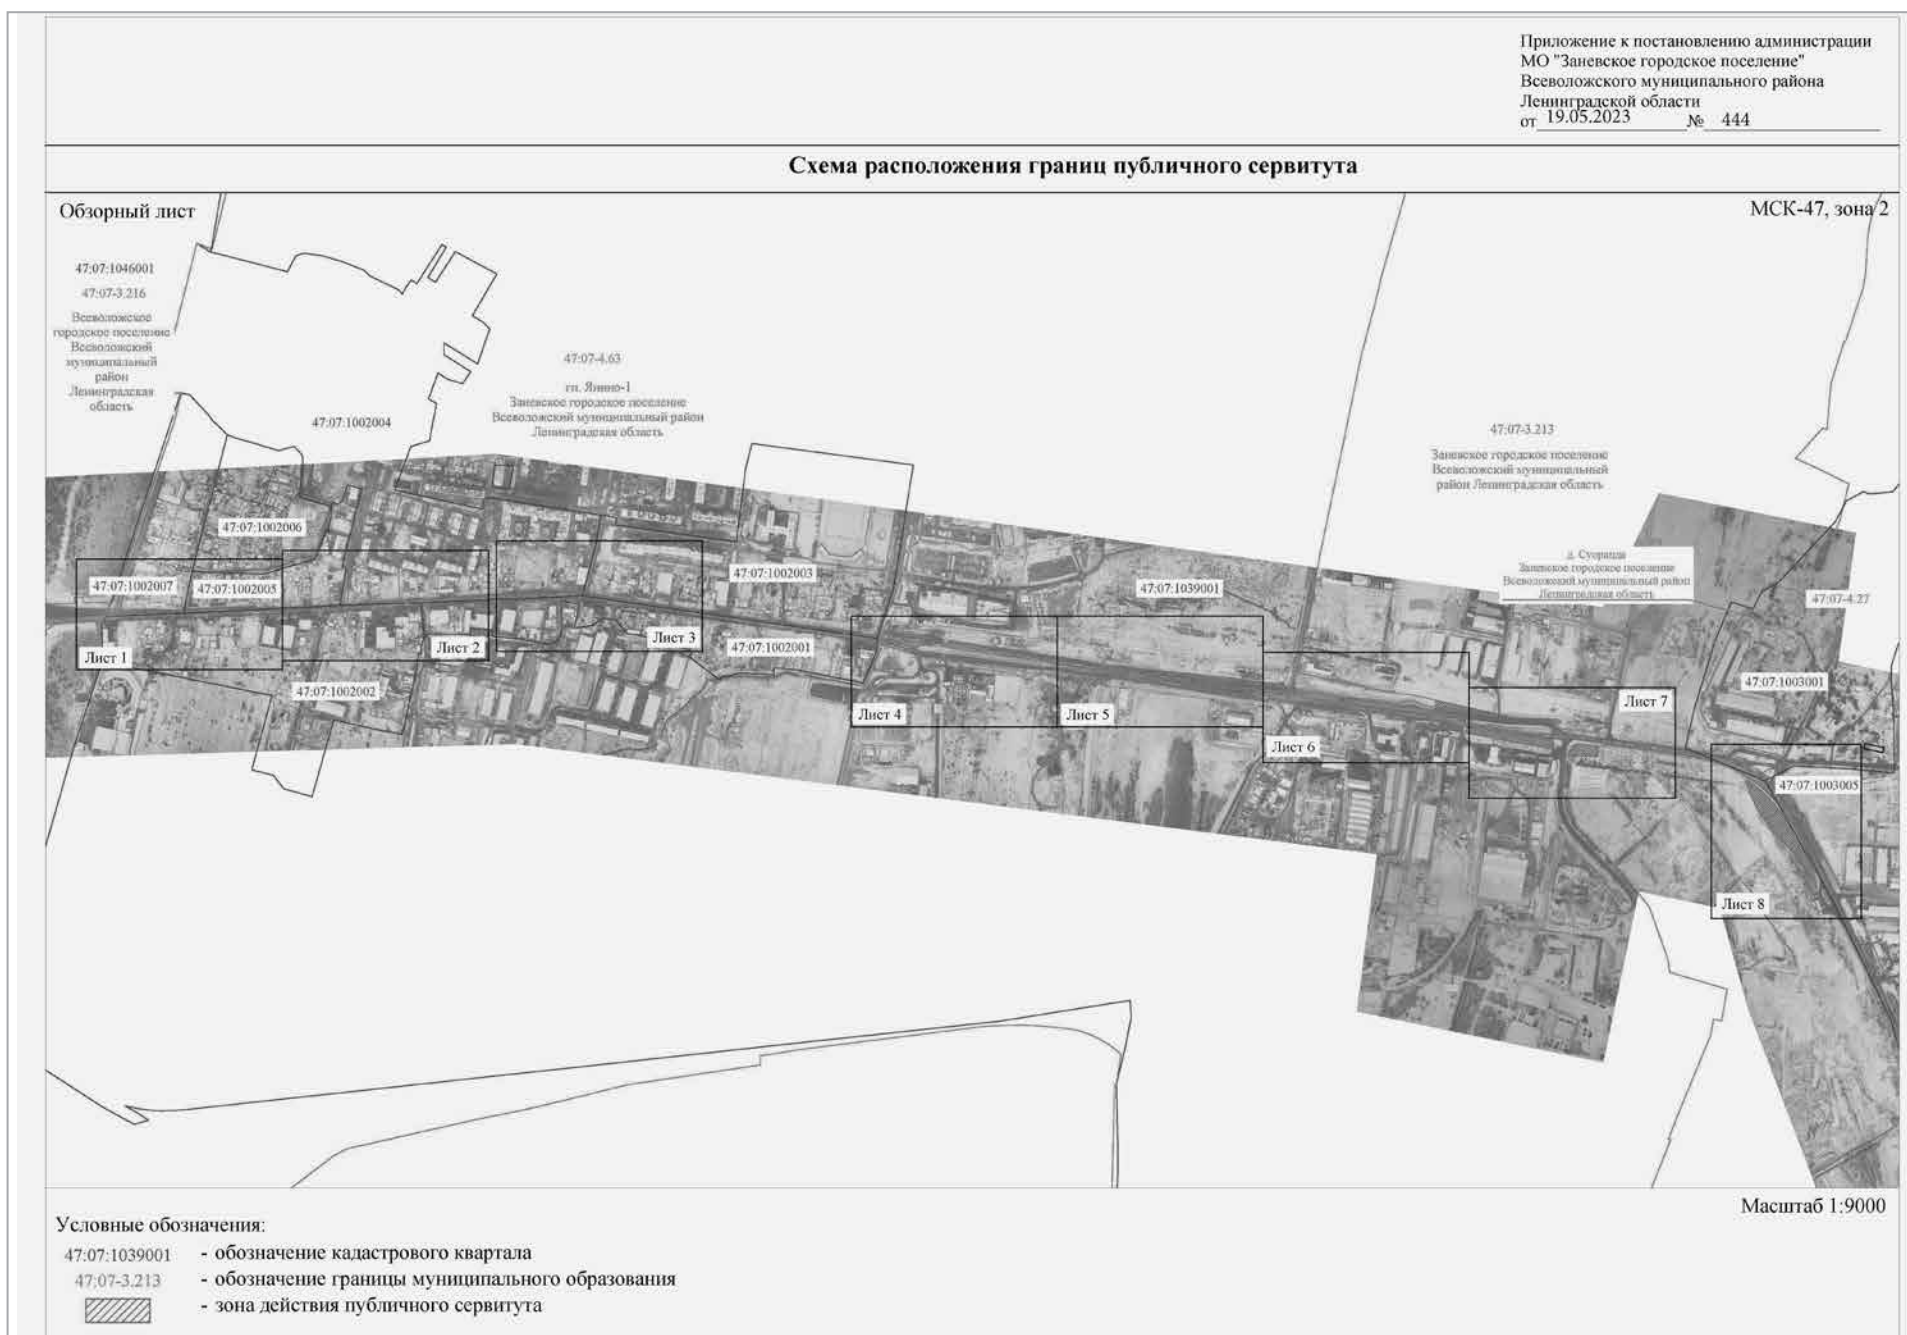 Приложение к постановлению администрации
МО "Заневское городское поселение"
Всеволожского муниципального района
Ленинградской области
от 19.05.2023 № 444
Схема расположения границ публичного сервитута
Обзорный лист
МСК-47, зона 2
47:07:1046001
47:07-3.216
Всеволожское
городское поселение
Всеволожский
муниципальный
район
Ленинградская
область
47:07:1002004
47:07-4.63
гп. Янино-1
Заневское городское поселение
Всеволожский муниципальный район
Ленинградская область
47:07-3.213
Заневское городское поселение
Всеволожский муниципальный
район Ленинградская область
47:07:1002006
47:07:1002007
47:07:1002005
47:07:1002003
47:07:1039001
д. Суоранда
Заневское городское поселение
Всеволожский муниципальный район
Ленинградская область
47:07-4.27
Лист 1
Лист 2
Лист 3
47:07:1002001
47:07:1002002
47:07:1003001
Лист 4
Лист 5
Лист 6
Лист 7
47:07:1003005
Лист 8
Масштаб 1:9000
Условные обозначения:
47:07:1039001 - обозначение кадастрового квартала
47:07-3.213 - обозначение границы муниципального образования
- зона действия публичного сервитута